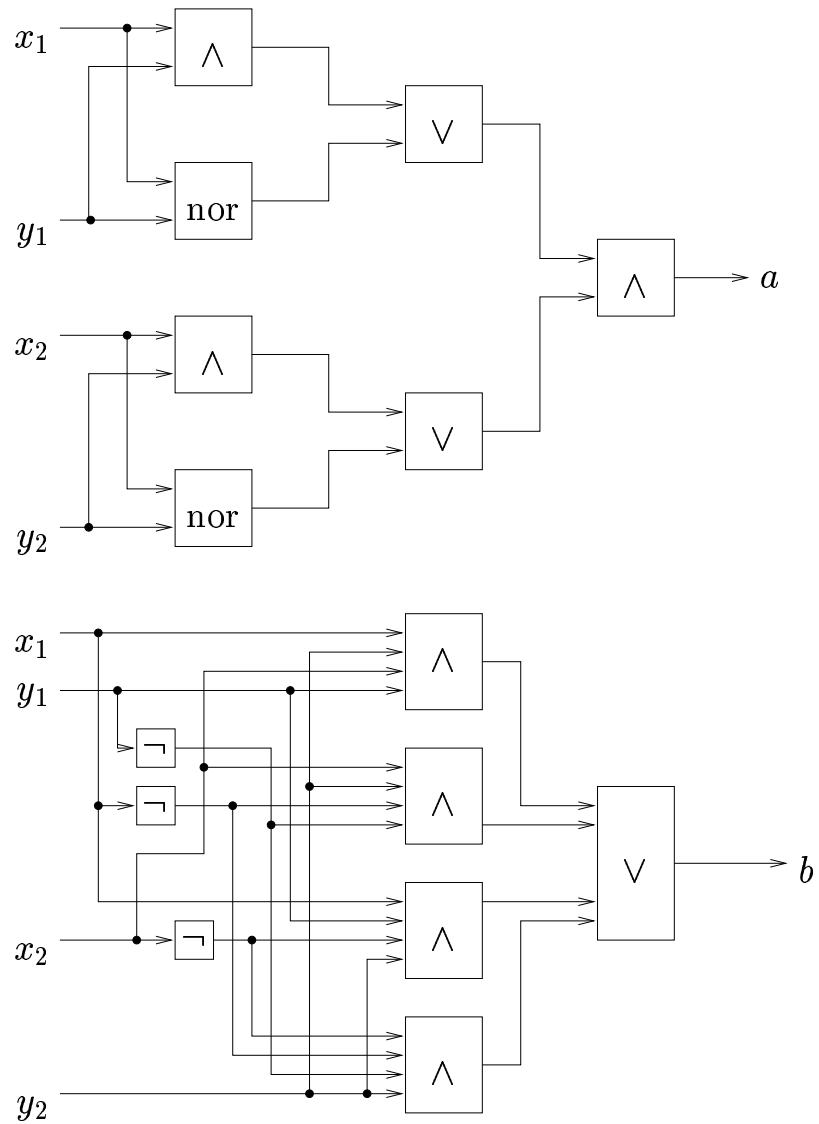 x₁
∧
∨
nor
y₁
a
∧
x₂
∧
∨
nor
y₂
x₁
∧
y₁
¬
¬
∧
∨
b
x₂
¬
∧
∧
y₂